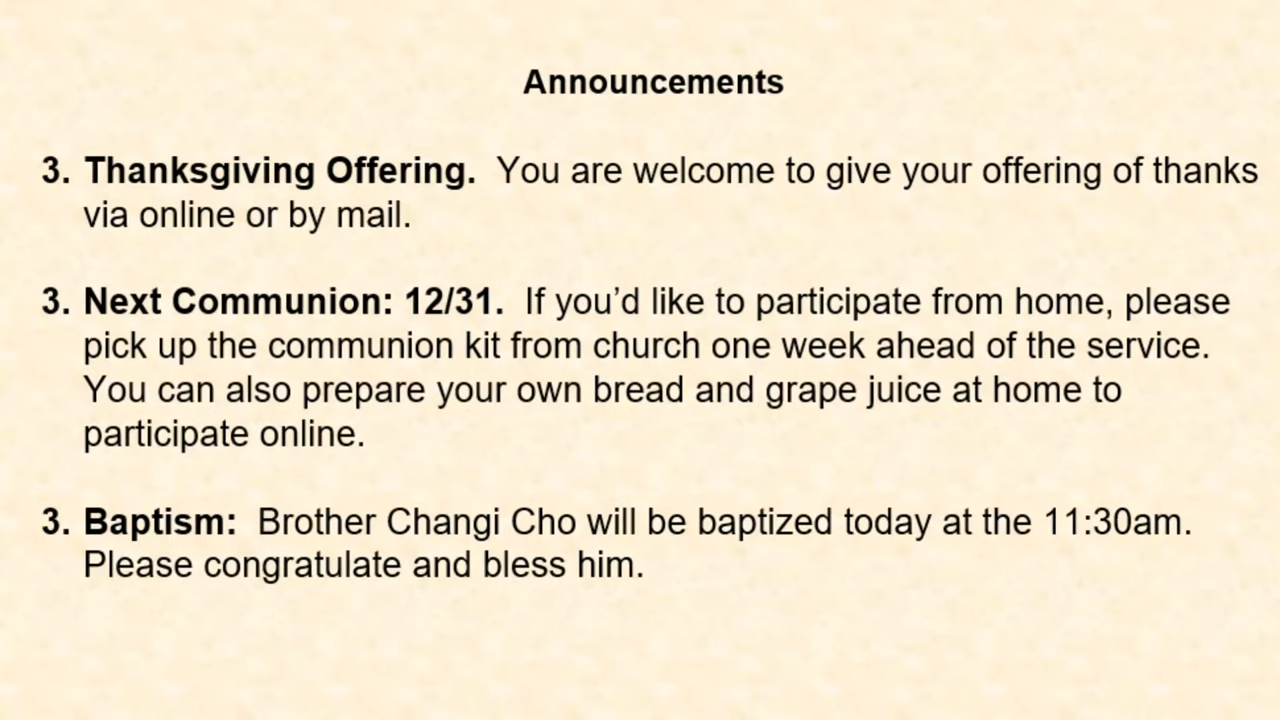 Announcements
3. Thanksgiving Offering. You are welcome to give your offering of thanks
via online or by mail.
3. Next Communion: 12/31. If you’d like to participate from home, please
pick up the communion kit from church one week ahead of the service.
You can also prepare your own bread and grape juice at home to
participate online.
3. Baptism: Brother Changi Cho will be baptized today at the 11:30am.
Please congratulate and bless him.